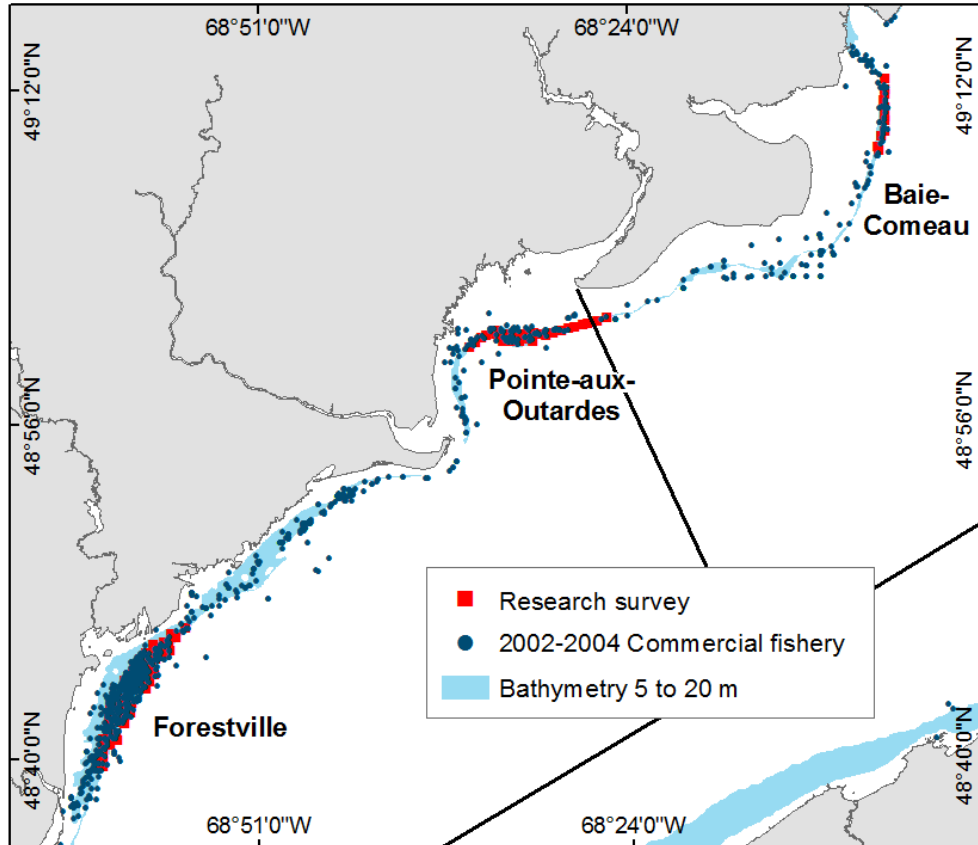 68°51'0"W 68°24'0"W
49°12'0"N 49°12'0"N
Baie-
Comeau
Pointe-aux-
Outardes
48°56'0"N 48°56'0"N
Research survey
2002-2004 Commercial fishery
Bathymetry 5 to 20 m
Forestville
48°40'0"N 48°40'0"N
68°51'0"W 68°24'0"W